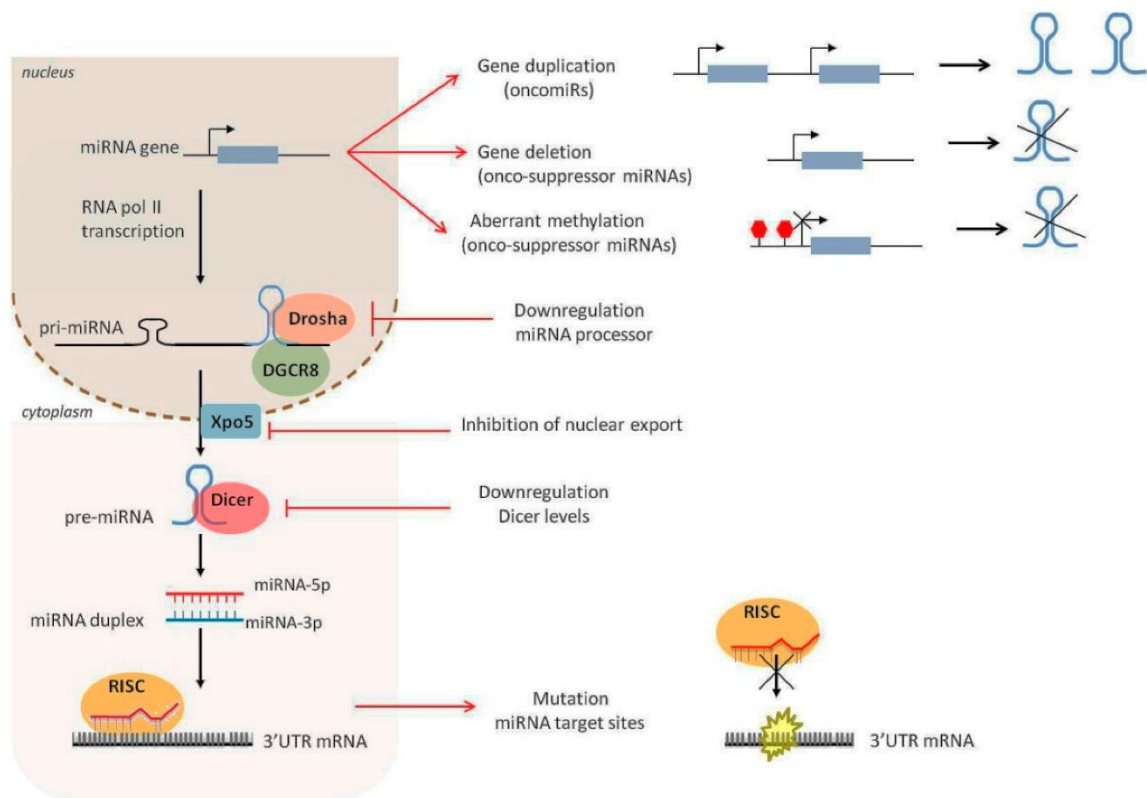 nucleus
miRNA gene
RNA pol II
transcription
Gene duplication
(oncomiRs)
Gene deletion
(onco-suppressor miRNAs)
Aberrant methylation
(onco-suppressor miRNAs)
pri-miRNA
Drosha
DGCR8
Downregulation
miRNA processor
cytoplasm
Xpo5
Inhibition of nuclear export
pre-miRNA
Dicer
Downregulation
Dicer levels
miRNA duplex
miRNA-5p
miRNA-3p
RISC
3'UTR mRNA
Mutation
miRNA target sites
RISC
3'UTR mRNA